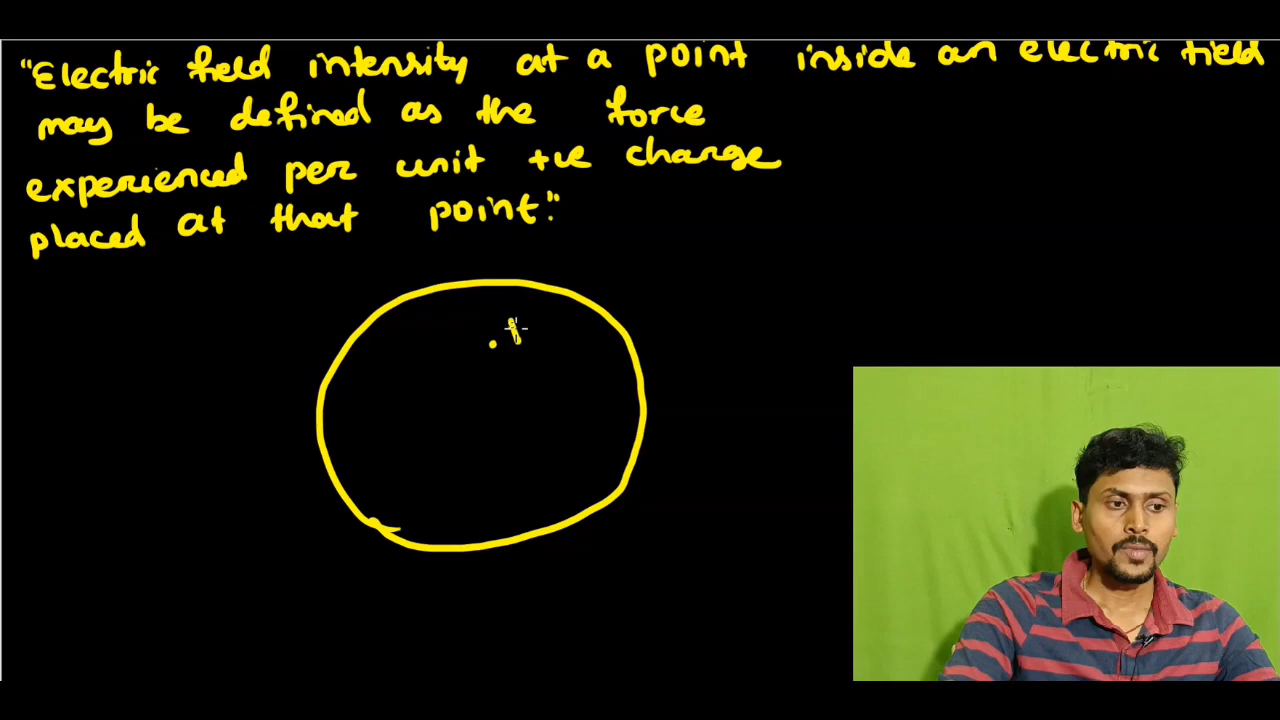 "Electric field intensity at a point inside an electric field
may be defined as the force
experienced per unit +ve charge
placed at that point."